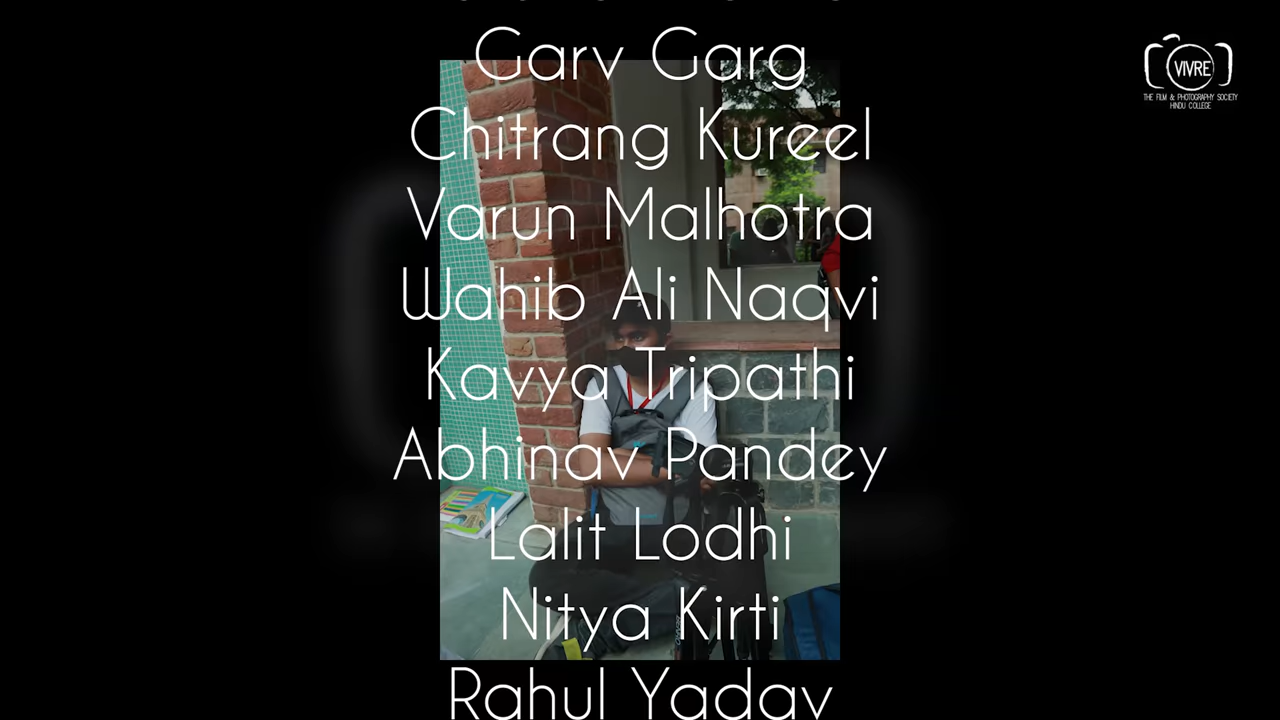 Garv Garg
Chitrang Kureel
Varun Malhotra
Wahib Ali Naqvi
Kavya Tripathi
Abhinav Pandey
Lalit Lodhi
Nitya Kirti
Rahul Yadav
VIVRE
THE FILM & PHOTOGRAPHY SOCIETY
HINDU COLLEGE